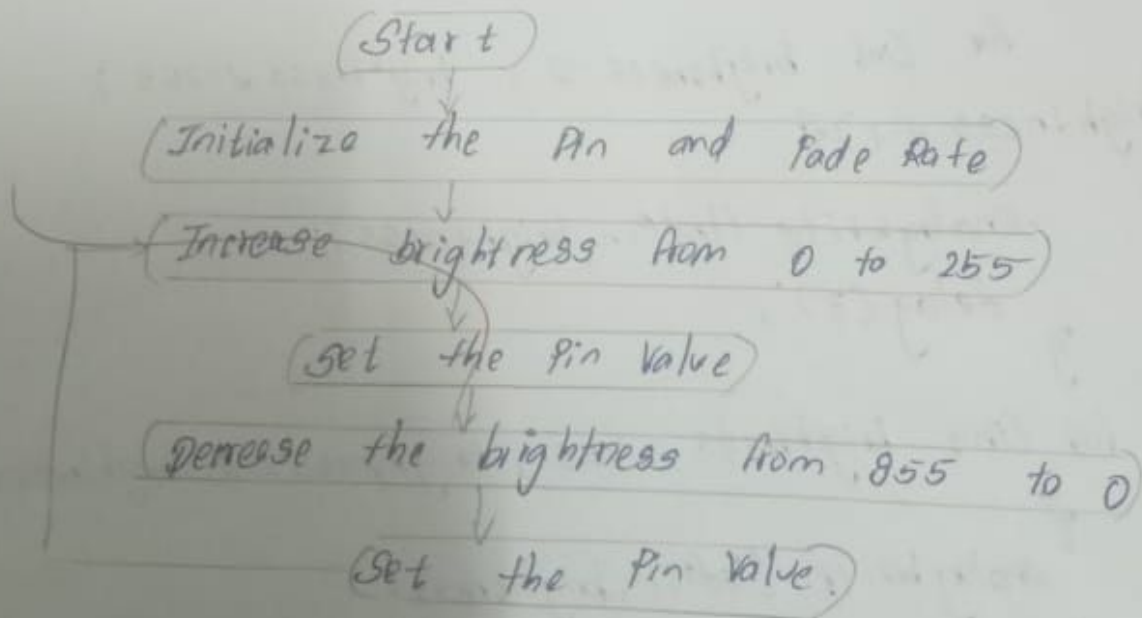 Start
Initialize the Pin and Fade Rate
Increase brightness from 0 to 255
Set the Pin Value
Decrease the brightness from 255 to 0
Set the Pin Value.